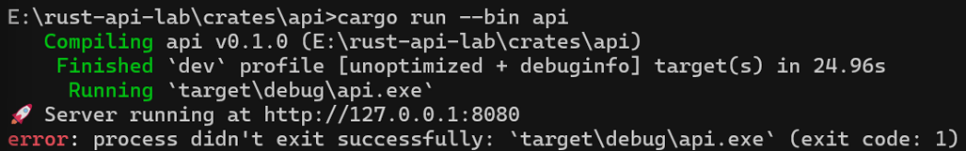 E:\rust-api-lab\crates\api>cargo run --bin api
Compiling api v0.1.0 (E:\rust-api-lab\crates\api)
Finished `dev` profile [unoptimized + debuginfo] target(s) in 24.96s
Running `target\debug\api.exe`
🚀 Server running at http://127.0.0.1:8080
error: process didn't exit successfully: `target\debug\api.exe` (exit code: 1)